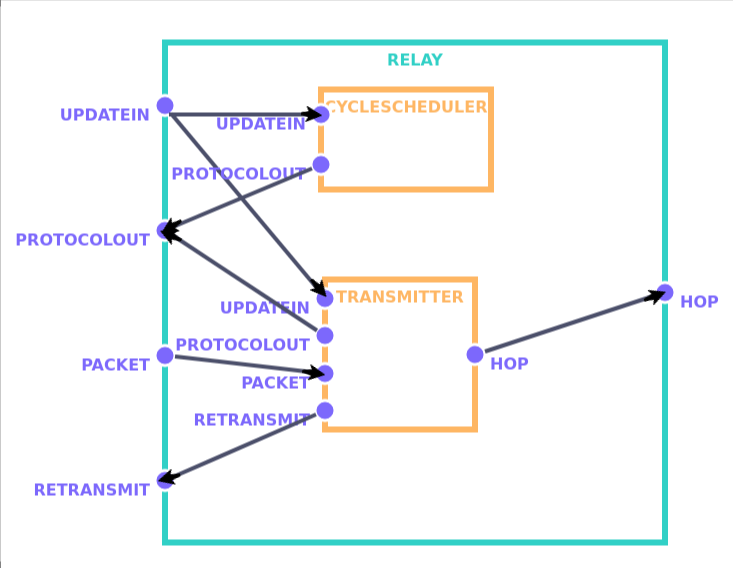 RELAY
CYCLESCHEDULER
UPDATEIN
UPDATEIN
PROTOCOLOUT
PROTOCOLOUT
TRANSMITTER
HOP
UPDATEIN
PROTOCOLOUT
PACKET
HOP
PACKET
RETRANSMIT
RETRANSMIT